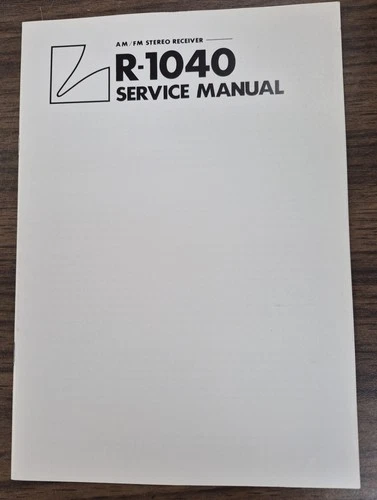 AM/FM STEREO RECEIVER
R-1040
SERVICE MANUAL